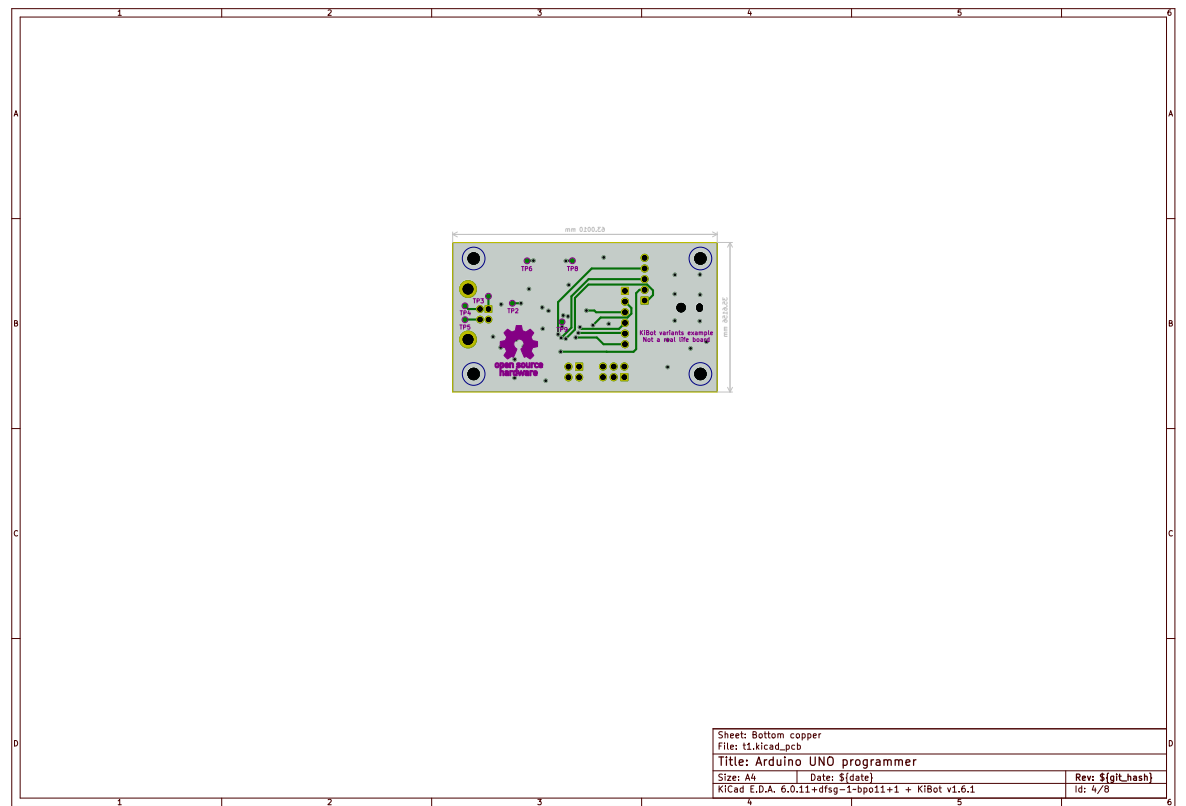 1 2 3 4 5 6
A A
TP6 TP8
TP3
TP4 TP2
TP5 TP9
B B
KiBot variants example
Not a real life board
open source
hardware
C C
D D
Sheet: Bottom copper
File: t1.kicad_pcb
Title: Arduino UNO programmer
Size: A4 Date: ${date} Rev: ${git_hash}
KiCad E.D.A. 6.0.11+dfsg-1-bpo11+1 + KiBot v1.6.1 Id: 4/8
1 2 3 4 5 6